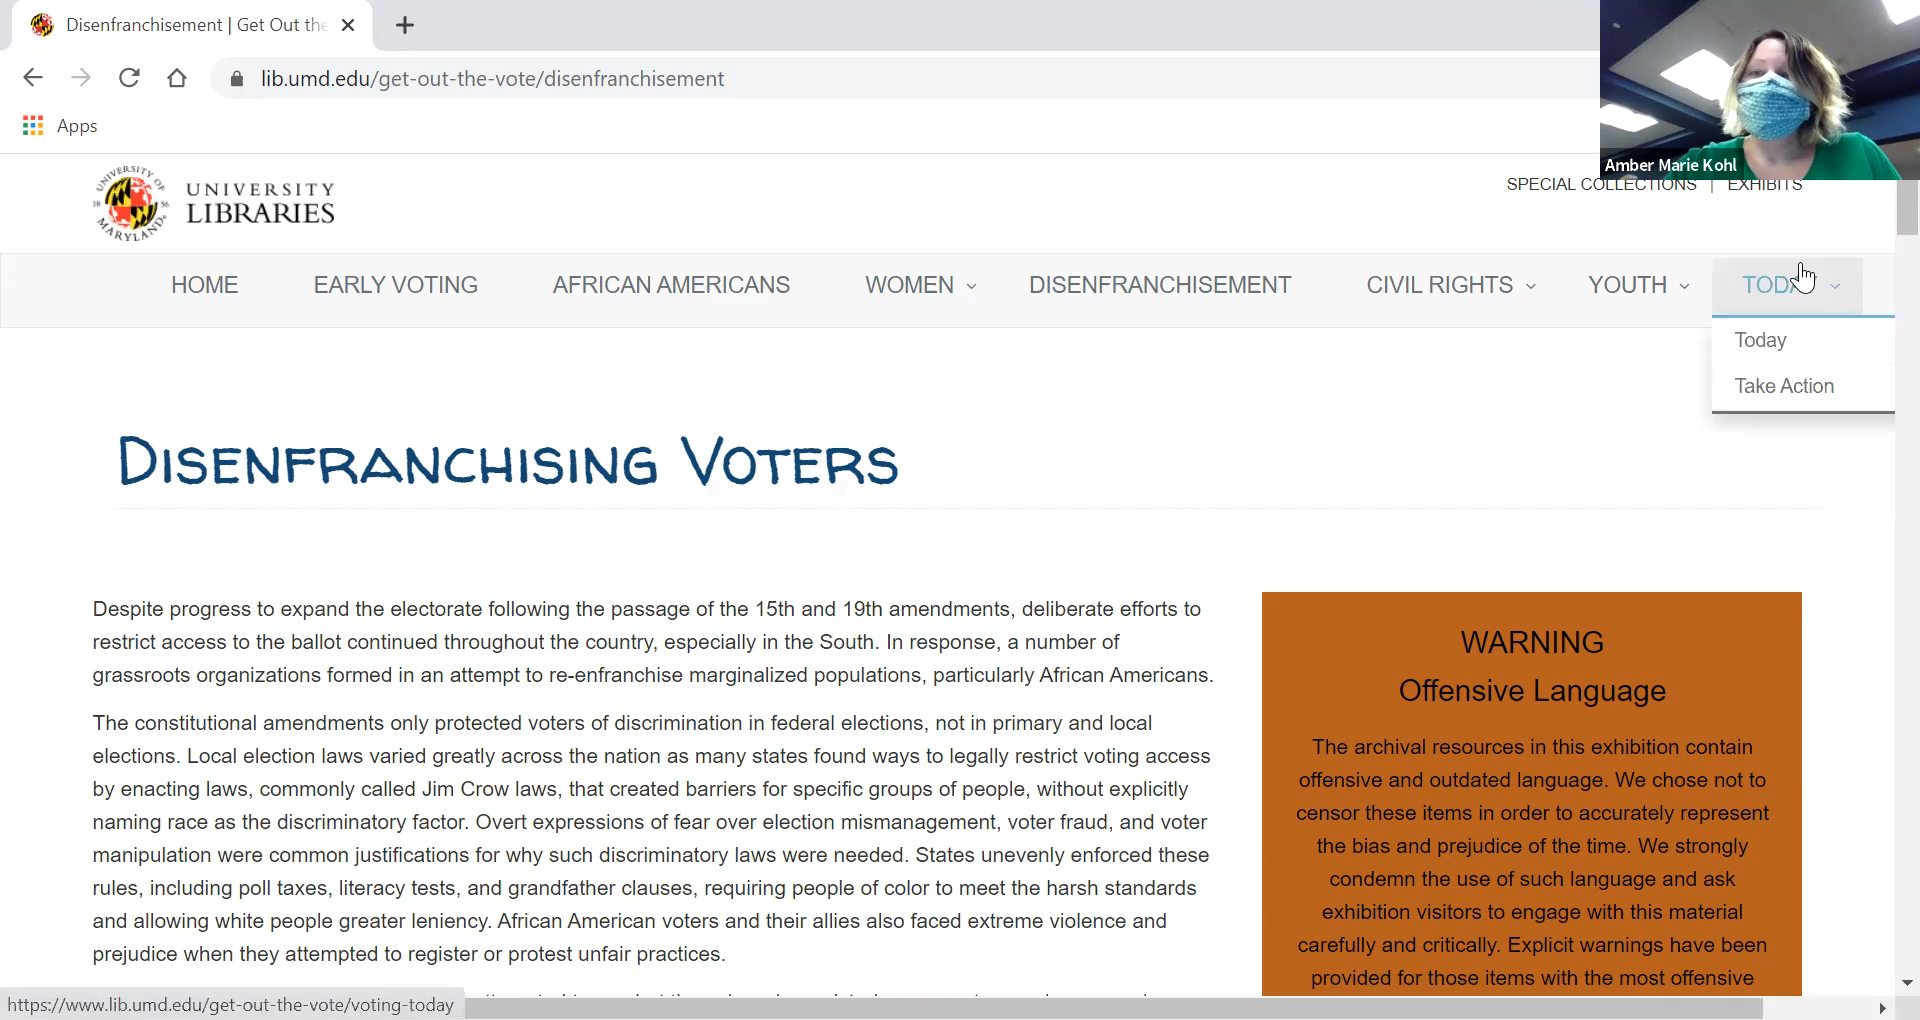 Disenfranchisement | Get Out the
lib.umd.edu/get-out-the-vote/disenfranchisement
Apps
Amber Marie Kohl
UNIVERSITY OF MARYLAND
18 56
UNIVERSITY
LIBRARIES
SPECIAL COLLECTIONS | EXHIBITS
HOME EARLY VOTING AFRICAN AMERICANS WOMEN DISENFRANCHISEMENT CIVIL RIGHTS YOUTH TODAY
Today
Take Action
Disenfranchising Voters
Despite progress to expand the electorate following the passage of the 15th and 19th amendments, deliberate efforts to
restrict access to the ballot continued throughout the country, especially in the South. In response, a number of
grassroots organizations formed in an attempt to re-enfranchise marginalized populations, particularly African Americans.
The constitutional amendments only protected voters of discrimination in federal elections, not in primary and local
elections. Local election laws varied greatly across the nation as many states found ways to legally restrict voting access
by enacting laws, commonly called Jim Crow laws, that created barriers for specific groups of people, without explicitly
naming race as the discriminatory factor. Overt expressions of fear over election mismanagement, voter fraud, and voter
manipulation were common justifications for why such discriminatory laws were needed. States unevenly enforced these
rules, including poll taxes, literacy tests, and grandfather clauses, requiring people of color to meet the harsh standards
and allowing white people greater leniency. African American voters and their allies also faced extreme violence and
prejudice when they attempted to register or protest unfair practices.
WARNING
Offensive Language
The archival resources in this exhibition contain
offensive and outdated language. We chose not to
censor these items in order to accurately represent
the bias and prejudice of the time. We strongly
condemn the use of such language and ask
exhibition visitors to engage with this material
carefully and critically. Explicit warnings have been
provided for those items with the most offensive
https://www.lib.umd.edu/get-out-the-vote/voting-today